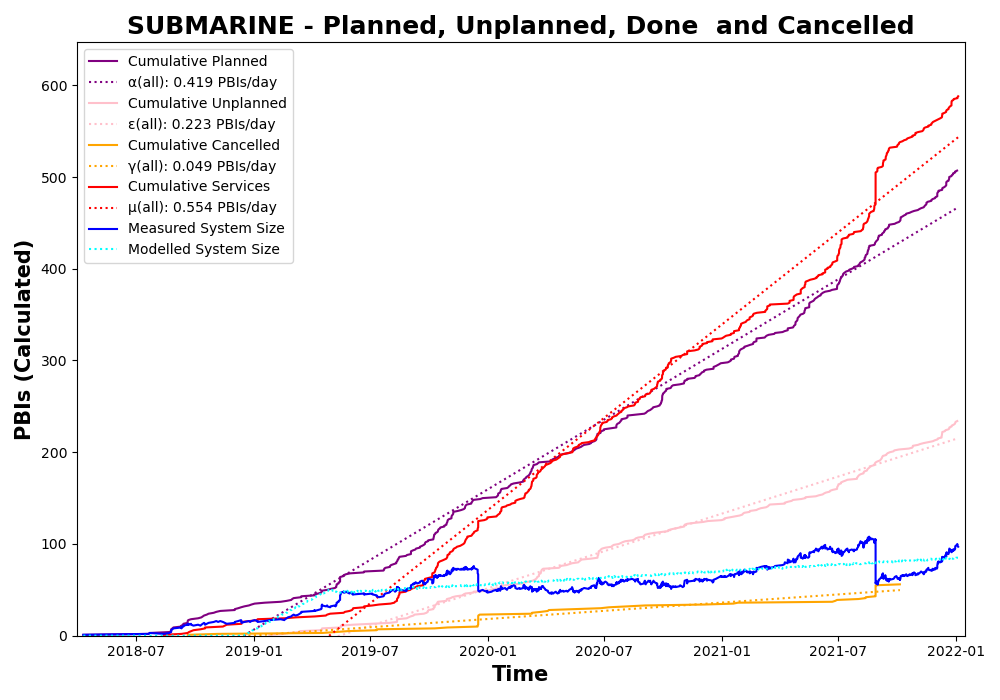 SUBMARINE - Planned, Unplanned, Done  and Cancelled
Cumulative Planned
α(all): 0.419 PBIs/day
Cumulative Unplanned
ε(all): 0.223 PBIs/day
Cumulative Cancelled
γ(all): 0.049 PBIs/day
Cumulative Services
μ(all): 0.554 PBIs/day
Measured System Size
Modelled System Size
PBIs (Calculated)
600
500
400
300
200
100
0
2018-07 2019-01 2019-07 2020-01 2020-07 2021-01 2021-07 2022-01
Time